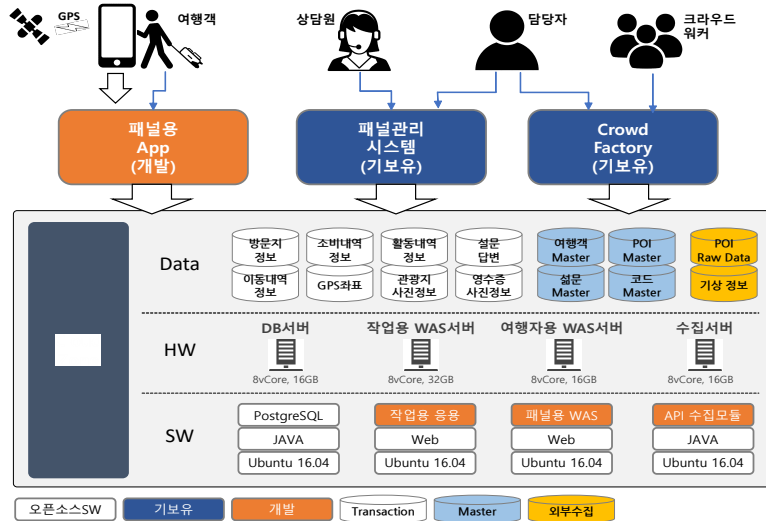 GPS
여행객
상담원
담당자
크라우드
워커
패널용
App
(개발)
패널관리
시스템
(기보유)
Crowd
Factory
(기보유)
Data
방문지
정보
소비내역
정보
활동내역
정보
설문
답변
여행객
Master
POI
Master
POI
Raw Data
이동내역
정보
GPS좌표
관광지
사진정보
영수증
사진정보
설문
Master
코드
Master
기상 정보
HW
DB서버
작업용 WAS서버
여행자용 WAS서버
수집서버
8vCore, 16GB
8vCore, 32GB
8vCore, 16GB
8vCore, 16GB
SW
PostgreSQL
작업용 응용
패널용 WAS
API 수집모듈
JAVA
Web
Web
JAVA
Ubuntu 16.04
Ubuntu 16.04
Ubuntu 16.04
Ubuntu 16.04
오픈소스SW
기보유
개발
Transaction
Master
외부수집